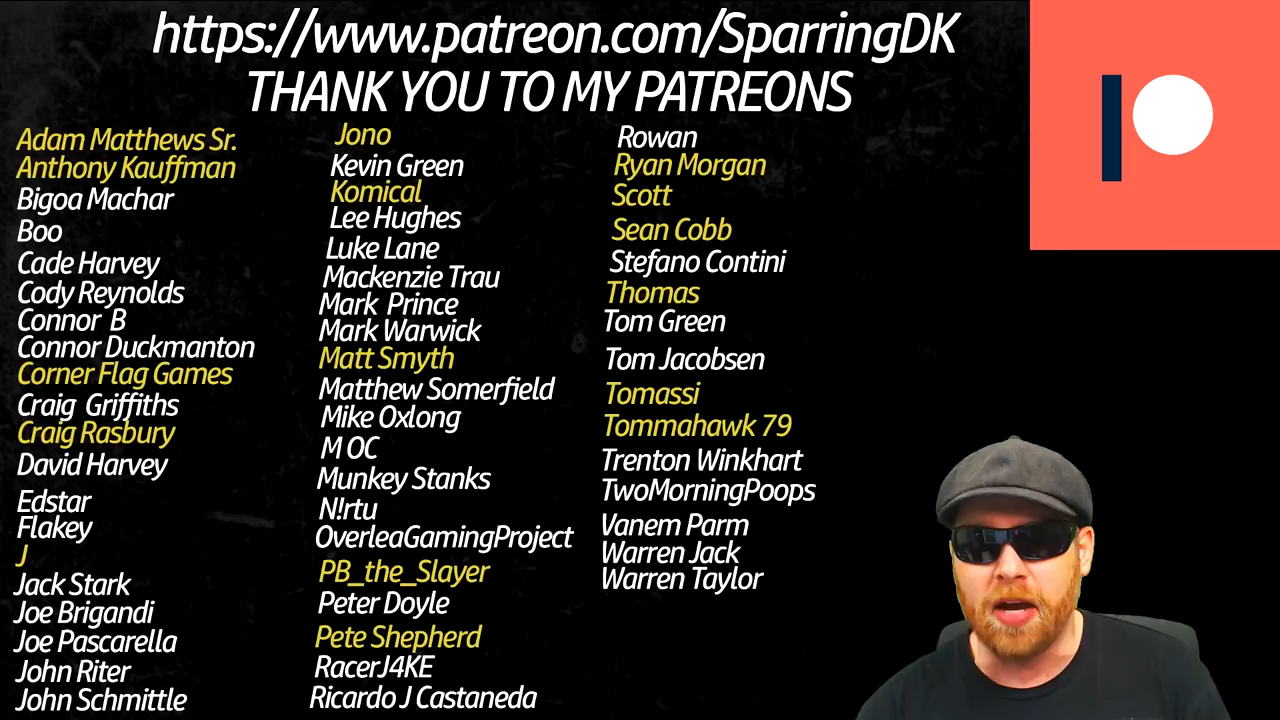 https://www.patreon.com/SparringDK
THANK YOU TO MY PATREONS
Adam Matthews Sr.
Anthony Kauffman
Bigoa Machar
Boo
Cade Harvey
Cody Reynolds
Connor B
Connor Duckmanton
Corner Flag Games
Craig Griffiths
Craig Rasbury
David Harvey
Edstar
Flakey
J
Jack Stark
Joe Brigandi
Joe Pascarella
John Riter
John Schmittle
Jono
Kevin Green
Komical
Lee Hughes
Luke Lane
Mackenzie Trau
Mark Prince
Mark Warwick
Matt Smyth
Matthew Somerfield
Mike Oxlong
M OC
Munkey Stanks
N!rtu
OverleaGamingProject
PB_the_Slayer
Peter Doyle
Pete Shepherd
RacerJ4KE
Ricardo J Castaneda
Rowan
Ryan Morgan
Scott
Sean Cobb
Stefano Contini
Thomas
Tom Green
Tom Jacobsen
Tomassi
Tommahawk 79
Trenton Winkhart
TwoMorningPoops
Vanem Parm
Warren Jack
Warren Taylor